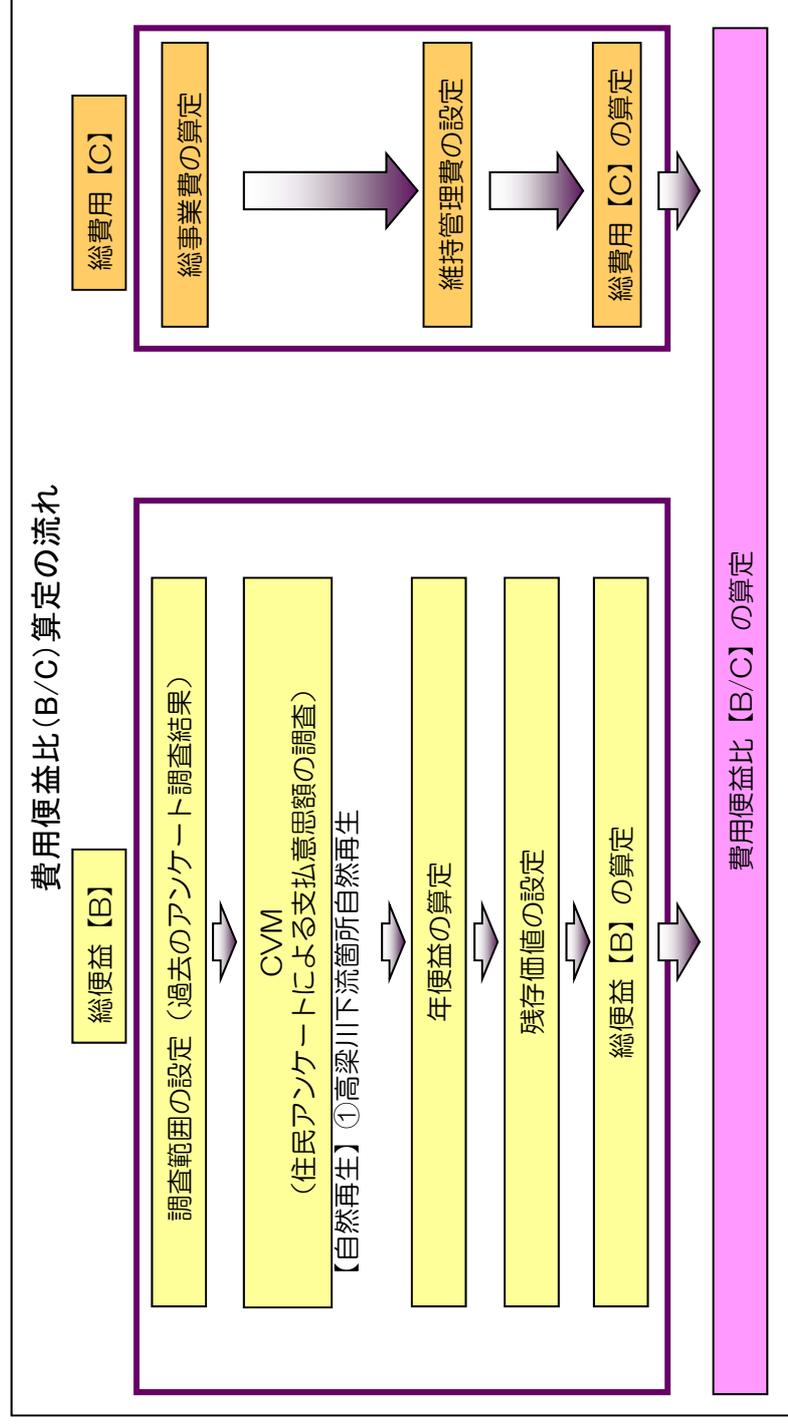 費用便益比(B/C)算定の流れ
総便益【B】
調査範囲の設定（過去のアンケート調査結果）
CVM
（住民アンケートによる支払意思額の調査）
【自然再生】①高梁川下流箇所自然再生
年便益の算定
残存価値の設定
総便益【B】の算定
総費用【C】
総事業費の算定
維持管理費の設定
総費用【C】の算定
費用便益比【B/C】の算定